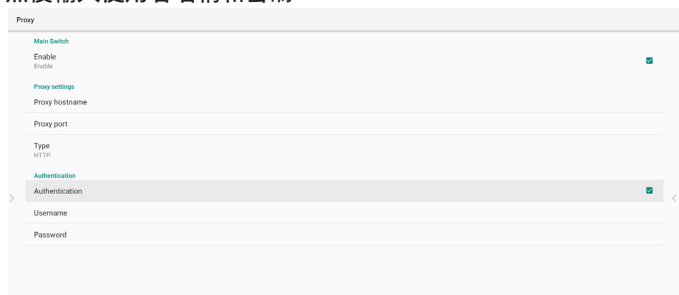 Proxy
Main Switch
Enable
Enable
Proxy settings
Proxy hostname
Proxy port
Type
HTTP
Authentication
Authentication
Username
Password